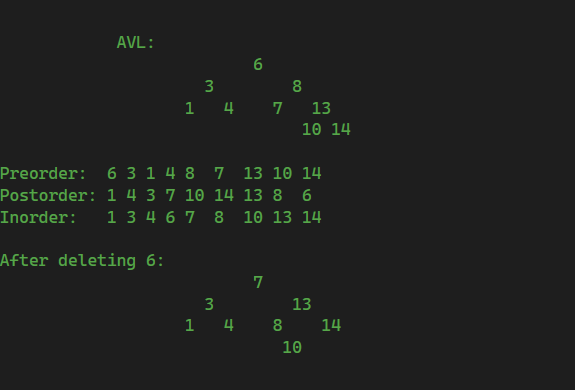 AVL:
6
3 8
1 4 7 13
10 14
Preorder: 6 3 1 4 8 7 13 10 14
Postorder: 1 4 3 7 10 14 13 8 6
Inorder: 1 3 4 6 7 8 10 13 14
After deleting 6:
7
3 13
1 4 8 14
10